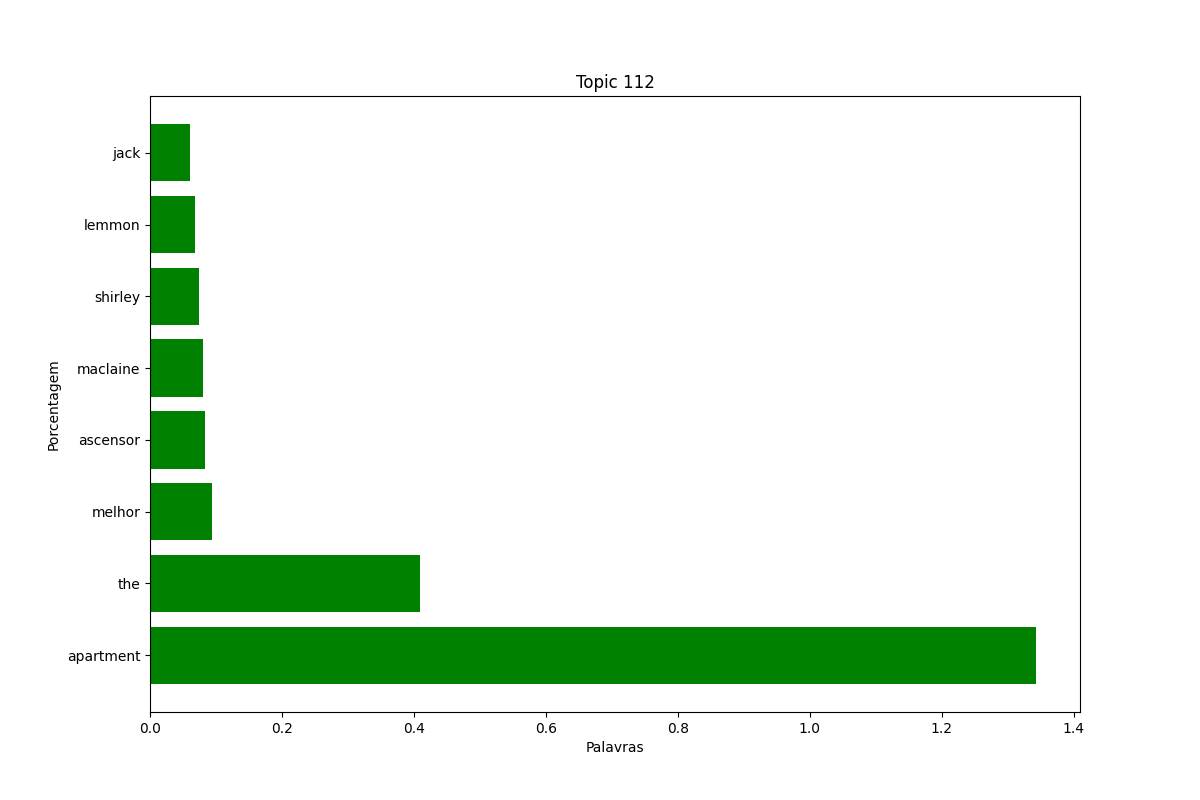 Topic 112
jack
lemmon
shirley
maclaine
ascensor
melhor
the
apartment
Porcentagem
0.0 0.2 0.4 0.6 0.8 1.0 1.2 1.4
Palavras